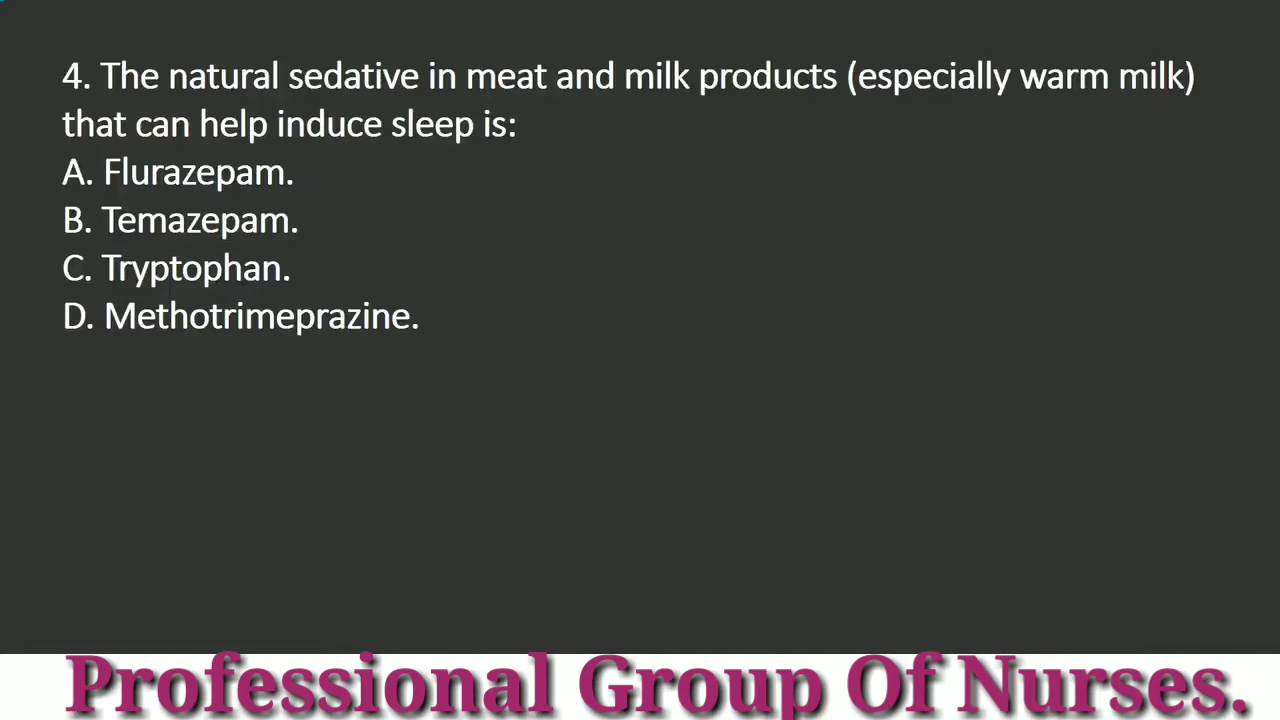 4. The natural sedative in meat and milk products (especially warm milk)
that can help induce sleep is:
A. Flurazepam.
B. Temazepam.
C. Tryptophan.
D. Methotrimeprazine.
Professional Group Of Nurses.